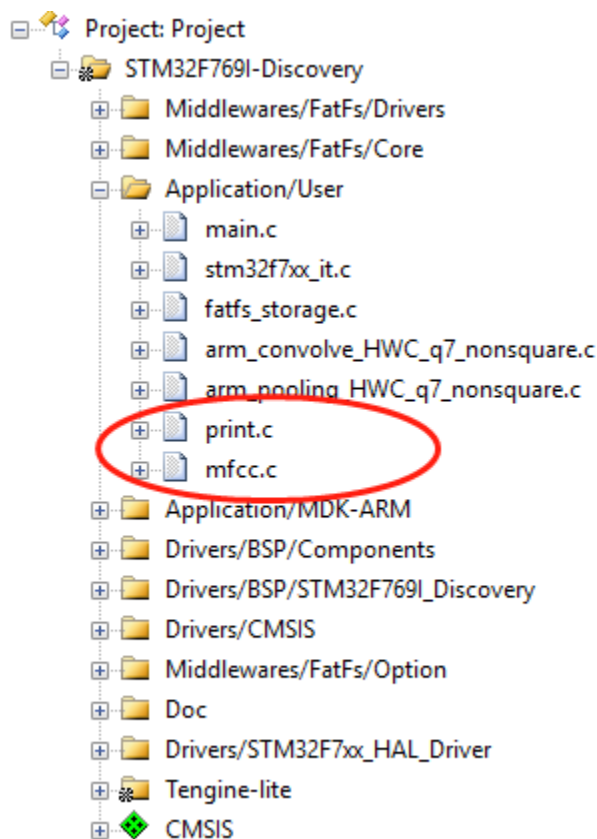 Project: Project
STM32F769I-Discovery
Middlewares/FatFs/Drivers
Middlewares/FatFs/Core
Application/User
main.c
stm32f7xx_it.c
fatfs_storage.c
arm_convolve_HWC_q7_nonsquare.c
arm_pooling_HWC_q7_nonsquare.c
print.c
mfcc.c
Application/MDK-ARM
Drivers/BSP/Components
Drivers/BSP/STM32F769I_Discovery
Drivers/CMSIS
Middlewares/FatFs/Option
Doc
Drivers/STM32F7xx_HAL_Driver
Tengine-lite
CMSIS